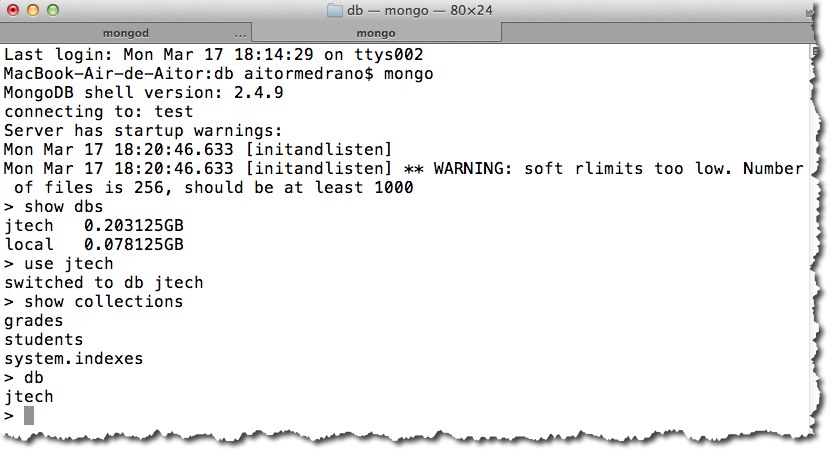 db — mongo — 80×24
mongod ... mongo
Last login: Mon Mar 17 18:14:29 on ttys002
MacBook-Air-de-Aitor:db aitormedrano$ mongo
MongoDB shell version: 2.4.9
connecting to: test
Server has startup warnings:
Mon Mar 17 18:20:46.633 [initandlisten]
Mon Mar 17 18:20:46.633 [initandlisten] ** WARNING: soft rlimits too low. Number
of files is 256, should be at least 1000
> show dbs
jtech   0.203125GB
local   0.078125GB
> use jtech
switched to db jtech
> show collections
grades
students
system.indexes
> db
jtech
>